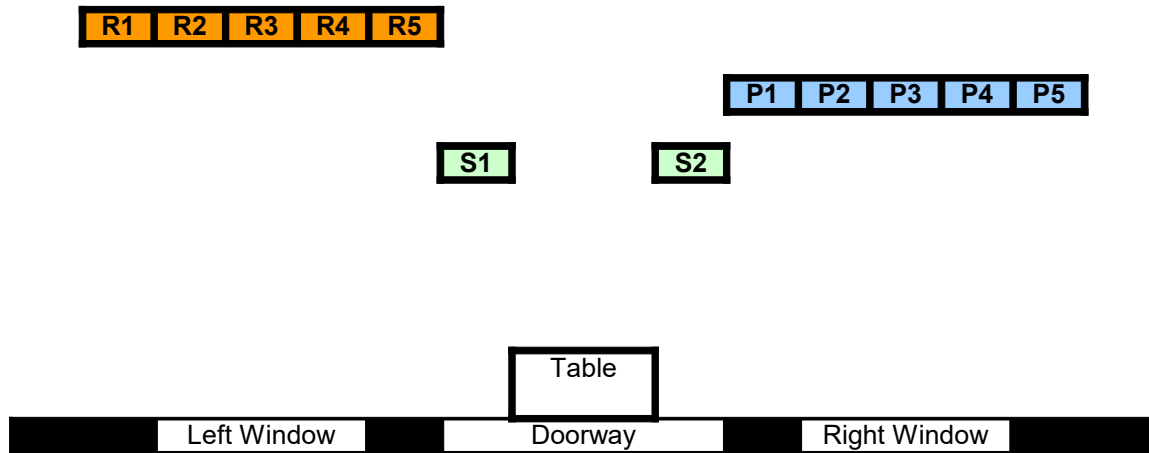 R1 R2 R3 R4 R5
P1 P2 P3 P4 P5
S1 S2
Table
Left Window Doorway Right Window